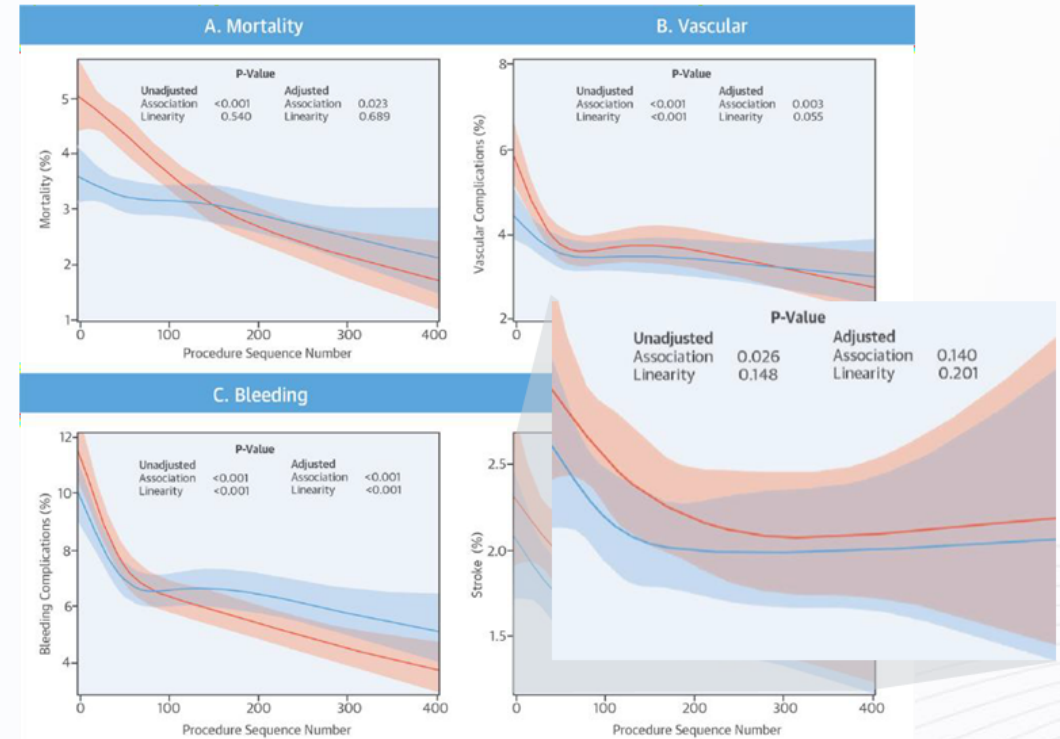 A. Mortality
P-Value
Unadjusted Adjusted
Association <0.001 Association 0.023
Linearity 0.540 Linearity 0.689
Mortality (%)
5
4
3
2
1
0 100 200 300 400
Procedure Sequence Number
B. Vascular
P-Value
Unadjusted Adjusted
Association <0.001 Association 0.003
Linearity <0.001 Linearity 0.055
Vascular Complications (%)
8
6
4
2
0
C. Bleeding
P-Value
Unadjusted Adjusted
Association <0.001 Association <0.001
Linearity <0.001 Linearity <0.001
Bleeding Complications (%)
12
10
8
6
4
0 100 200 300 400
Procedure Sequence Number
P-Value
Unadjusted Adjusted
Association 0.026 Association 0.140
Linearity 0.148 Linearity 0.201
Stroke (%)
2.5
2.0
1.5
0 100 200 300 400
Procedure Sequence Number